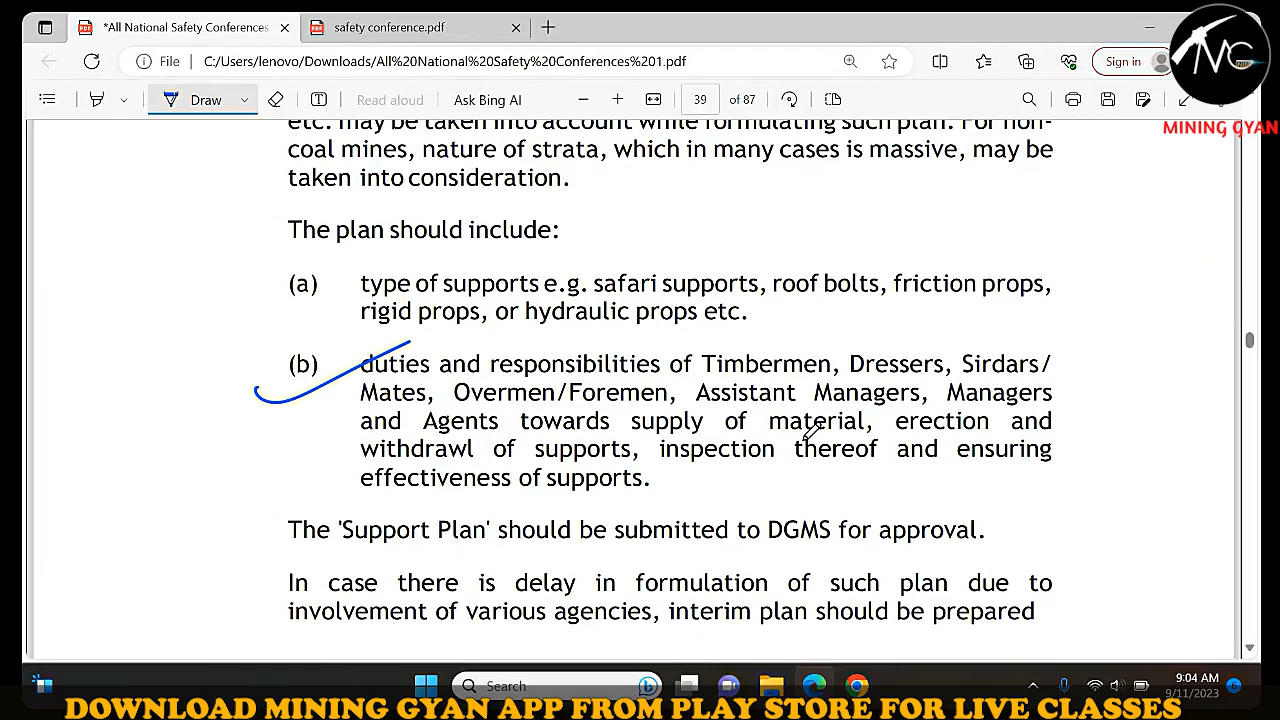 *All National Safety Conferences
safety conference.pdf
File
C:/Users/lenovo/Downloads/All%20National%20Safety%20Conferences%201.pdf
Sign in
MVG
MINING GYAN
Draw
Read aloud
Ask Bing AI
39 of 87
etc. may be taken into account while formulating such plan. For non-
coal mines, nature of strata, which in many cases is massive, may be
taken into consideration.
The plan should include:
(a) type of supports e.g. safari supports, roof bolts, friction props,
rigid props, or hydraulic props etc.
(b) duties and responsibilities of Timbermen, Dressers, Sirdars/
Mates, Overmen/Foremen, Assistant Managers, Managers
and Agents towards supply of material, erection and
withdrawl of supports, inspection thereof and ensuring
effectiveness of supports.
The 'Support Plan' should be submitted to DGMS for approval.
In case there is delay in formulation of such plan due to
involvement of various agencies, interim plan should be prepared
Search
9:04 AM
9/11/2023
6
DOWNLOAD MINING GYAN APP FROM PLAY STORE FOR LIVE CLASSES